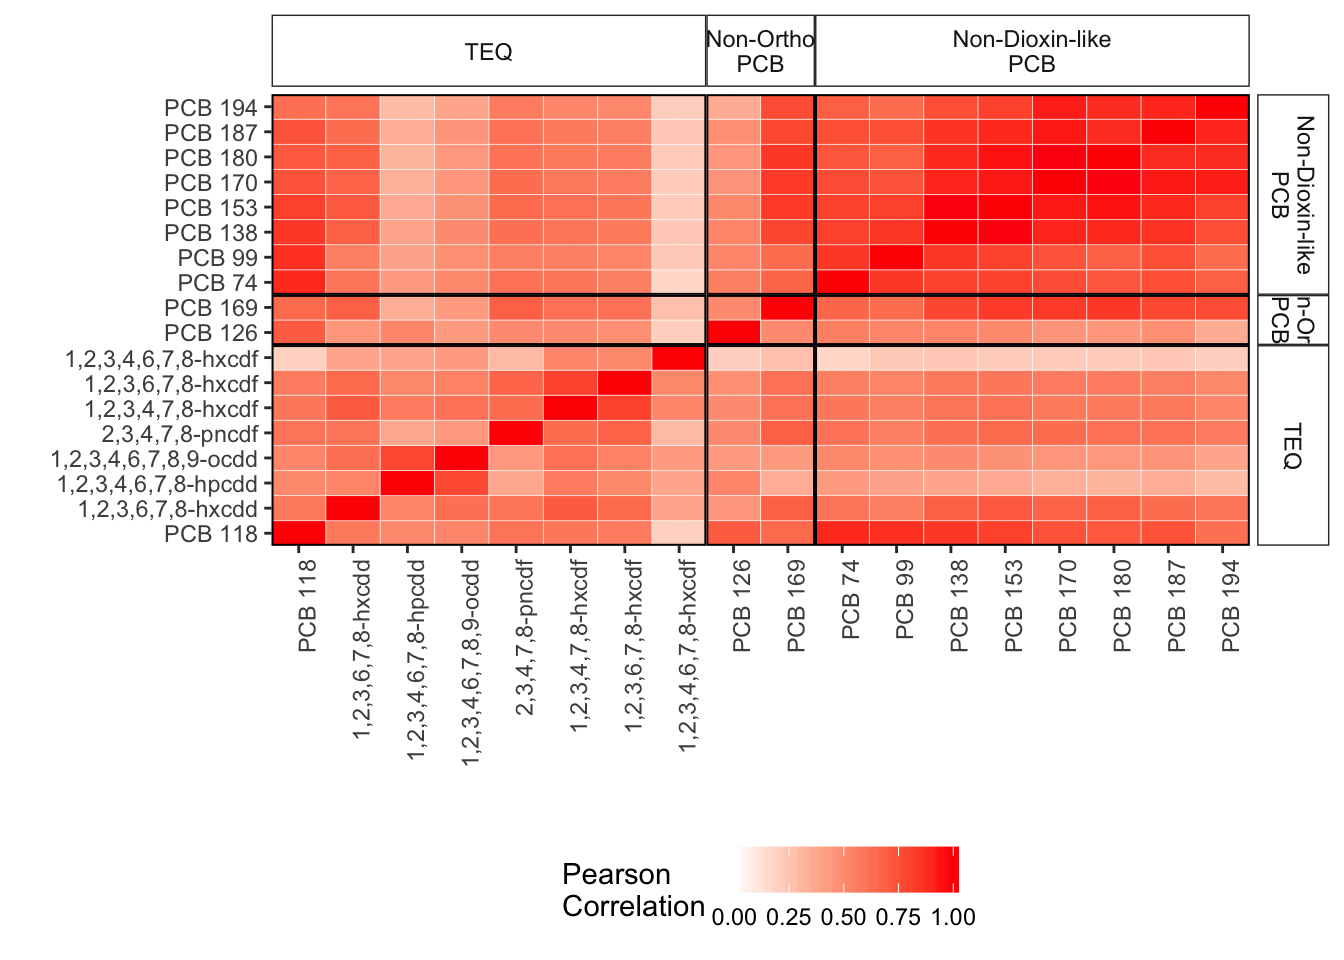 TEQ
Non-Ortho
PCB
Non-Dioxin-like
PCB
PCB 194
PCB 187
PCB 180
PCB 170
PCB 153
PCB 138
PCB 99
PCB 74
PCB 169
PCB 126
1,2,3,4,6,7,8-hxcdf
1,2,3,6,7,8-hxcdf
1,2,3,4,7,8-hxcdf
2,3,4,7,8-pncdf
1,2,3,4,6,7,8,9-ocdd
1,2,3,4,6,7,8-hpcdd
1,2,3,6,7,8-hxcdd
PCB 118
Non-Dioxin-like
PCB
n-Or
PCB
TEQ
PCB 118
1,2,3,6,7,8-hxcdd
1,2,3,4,6,7,8-hpcdd
1,2,3,4,6,7,8,9-ocdd
2,3,4,7,8-pncdf
1,2,3,4,7,8-hxcdf
1,2,3,6,7,8-hxcdf
1,2,3,4,6,7,8-hxcdf
PCB 126
PCB 169
PCB 74
PCB 99
PCB 138
PCB 153
PCB 170
PCB 180
PCB 187
PCB 194
Pearson
Correlation
0.00 0.25 0.50 0.75 1.00